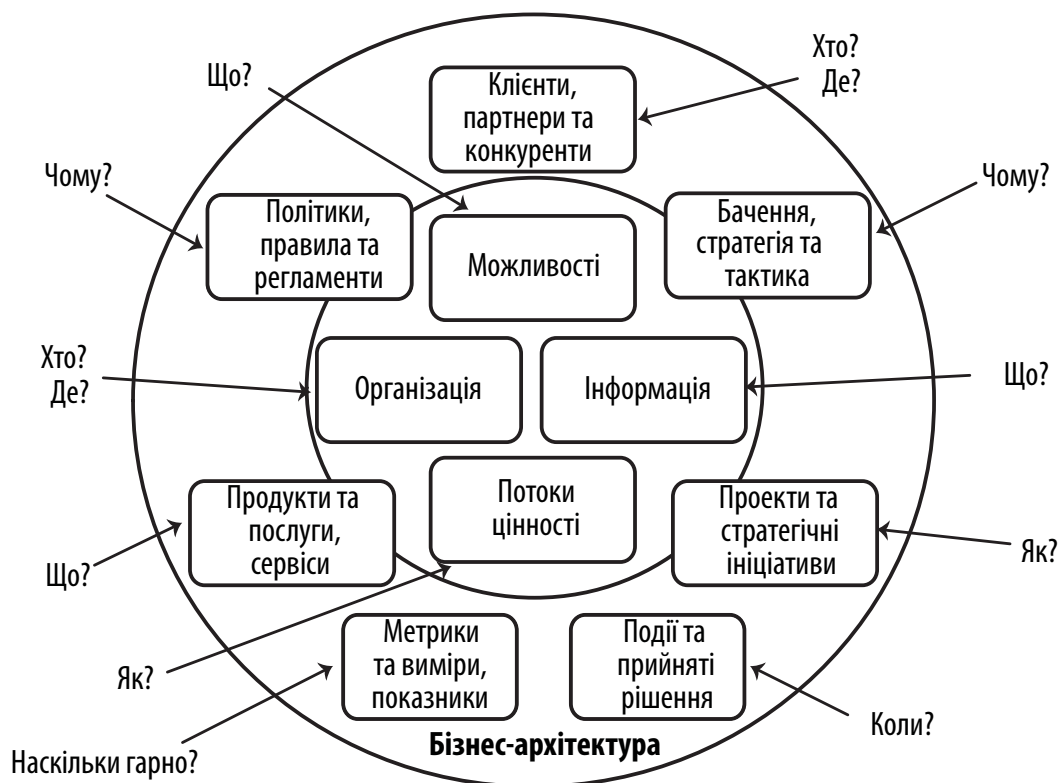 Хто?
Де?
Що?
Клієнти,
партнери та
конкуренти
Чому?
Чому?
Політики,
правила та
регламенти
Можливості
Бачення,
стратегія та
тактика
Хто?
Де?
Організація
Інформація
Що?
Продукти та
послуги,
сервіси
Потоки
цінності
Проекти та
стратегічні
ініціативи
Що?
Як?
Як?
Метрики
та виміри,
показники
Події та
прийняті
рішення
Коли?
Наскільки гарно?
Бізнес-архітектура